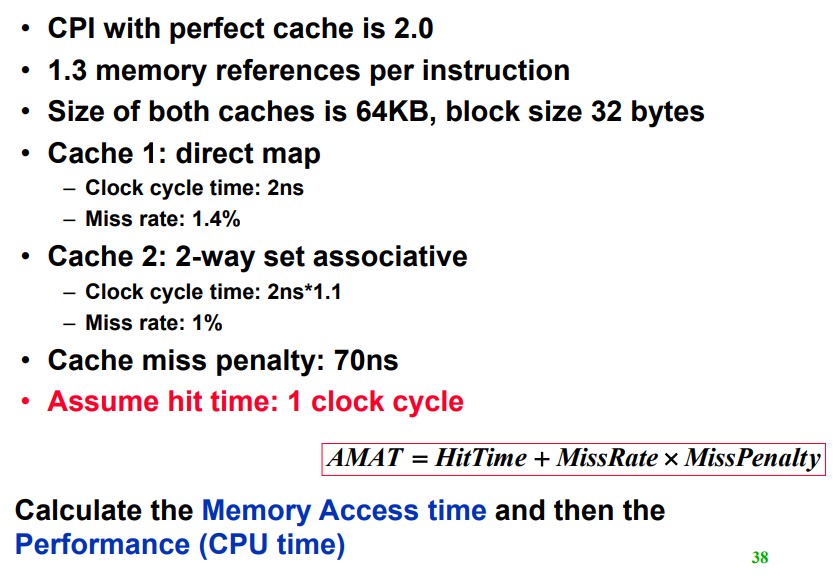 • CPI with perfect cache is 2.0
• 1.3 memory references per instruction
• Size of both caches is 64KB, block size 32 bytes
• Cache 1: direct map
– Clock cycle time: 2ns
– Miss rate: 1.4%
• Cache 2: 2-way set associative
– Clock cycle time: 2ns*1.1
– Miss rate: 1%
• Cache miss penalty: 70ns
• Assume hit time: 1 clock cycle
AMAT = HitTime + MissRate × MissPenalty
Calculate the Memory Access time and then the
Performance (CPU time)
38